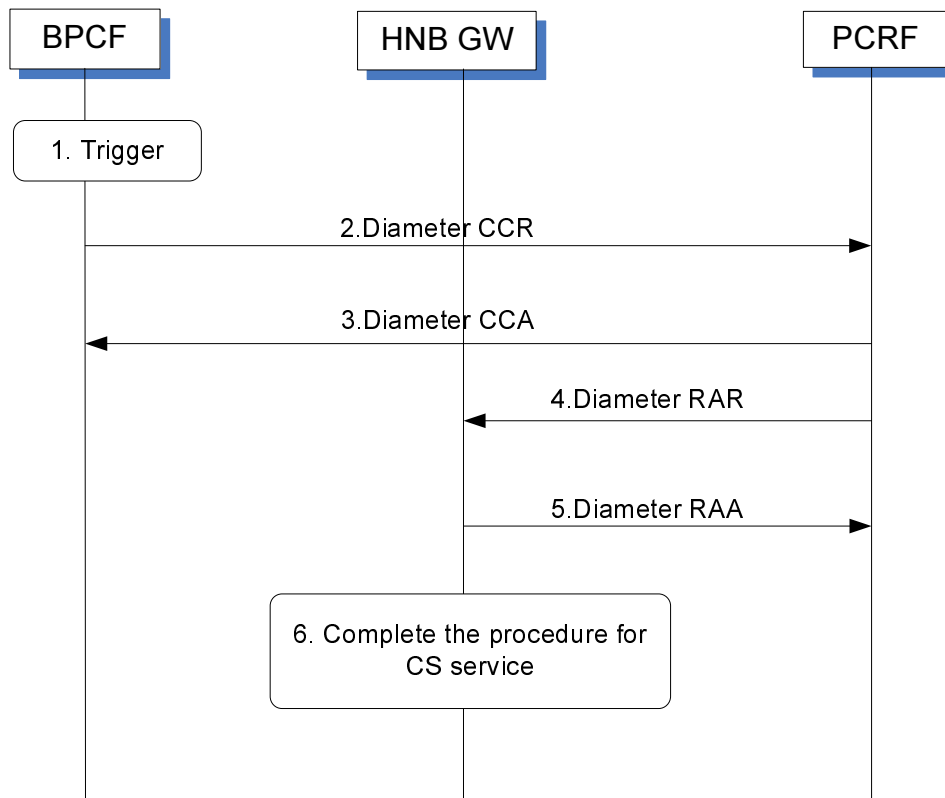 BPCF
HNB GW
PCRF
1. Trigger
2.Diameter CCR
3.Diameter CCA
4.Diameter RAR
5.Diameter RAA
6. Complete the procedure for
CS service